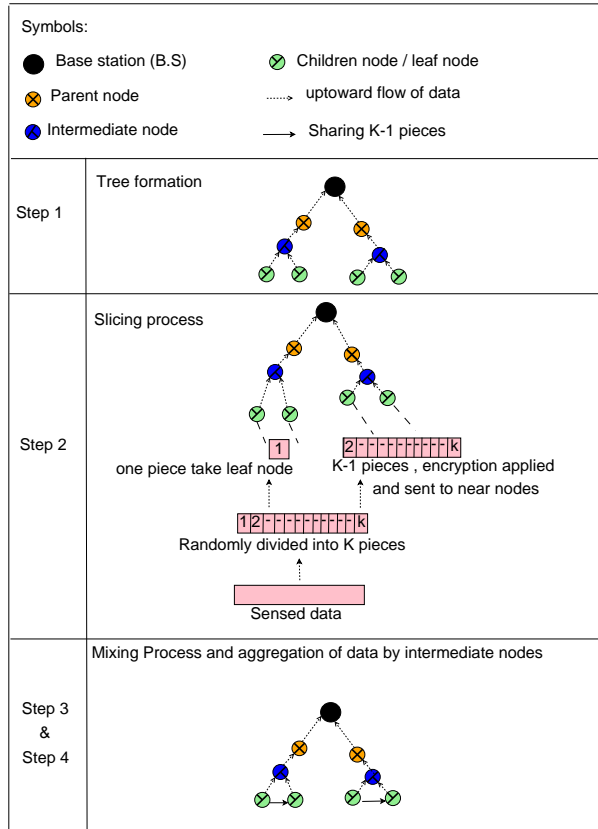 Symbols:
Base station (B.S)
Children node / leaf node
Parent node
uptoward flow of data
Intermediate node
Sharing K-1 pieces
Step 1
Tree formation
Step 2
Slicing process
1
2 - - - - - - - - - - k
one piece take leaf node
K-1 pieces , encryption applied
and sent to near nodes
1 2 - - - - - - - - - - k
Randomly divided into K pieces
Sensed data
Mixing Process and aggregation of data by intermediate nodes
Step 3
&
Step 4